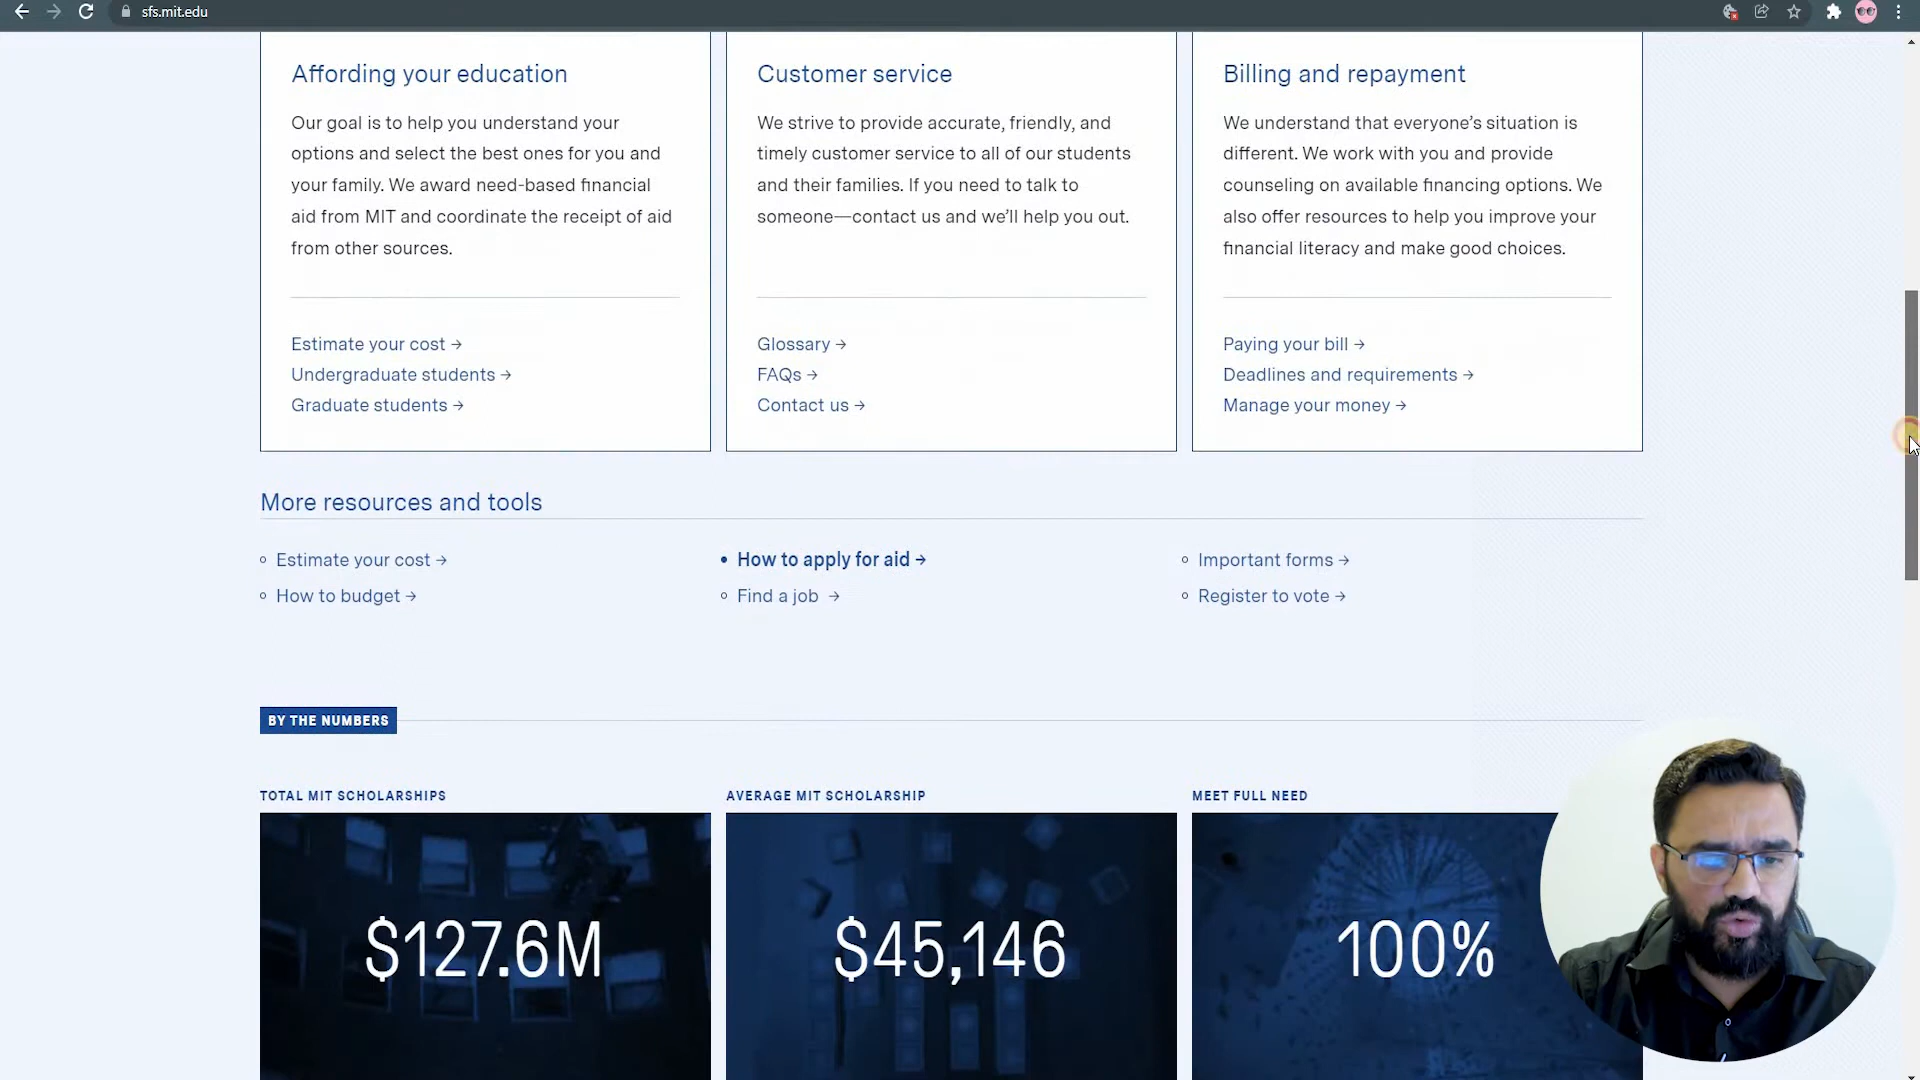 sfs.mit.edu
Affording your education
Our goal is to help you understand your
options and select the best ones for you and
your family. We award need-based financial
aid from MIT and coordinate the receipt of aid
from other sources.
Estimate your cost →
Undergraduate students →
Graduate students →
Customer service
We strive to provide accurate, friendly, and
timely customer service to all of our students
and their families. If you need to talk to
someone—contact us and we’ll help you out.
Glossary →
FAQs →
Contact us →
Billing and repayment
We understand that everyone’s situation is
different. We work with you and provide
counseling on available financing options. We
also offer resources to help you improve your
financial literacy and make good choices.
Paying your bill →
Deadlines and requirements →
Manage your money →
More resources and tools
Estimate your cost →
How to budget →
How to apply for aid →
Find a job →
Important forms →
Register to vote →
BY THE NUMBERS
TOTAL MIT SCHOLARSHIPS
$127.6M
AVERAGE MIT SCHOLARSHIP
$45,146
MEET FULL NEED
100%